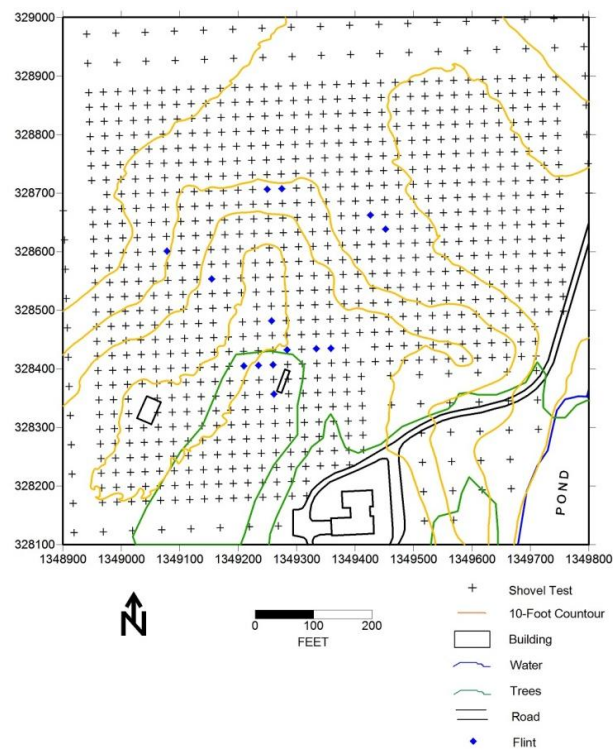 329000
328900
328800
328700
328600
328500
328400
328300
328200
328100
1348900 1349000 1349100 1349200 1349300 1349400 1349500 1349600 1349700 1349800
POND
N
0 100 200
FEET
Shovel Test
10-Foot Countour
Building
Water
Trees
Road
Flint